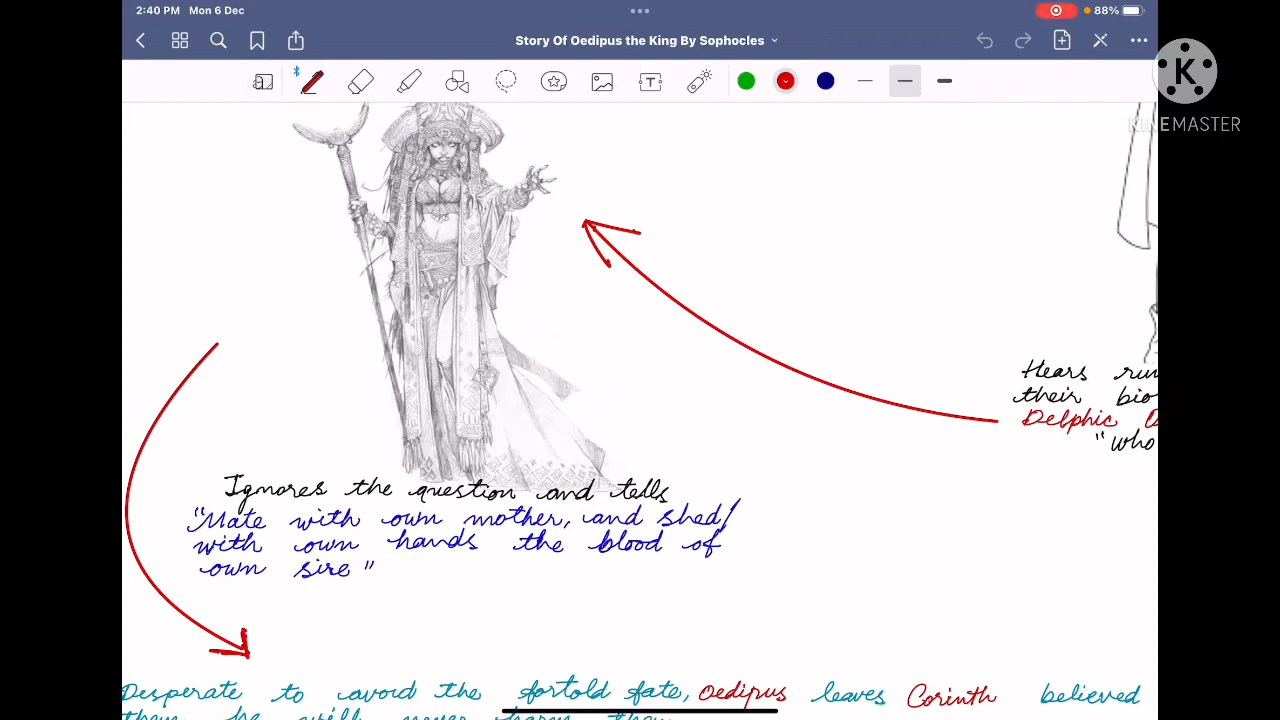 2:40 PM Mon 6 Dec
88%
Story Of Oedipus the King By Sophocles
K
KINEMASTER
T
Hears
their
Delphic
"who
Ignores the question and tells
"Mate with own mother, and shed/
with own hands the blood of
own sire"
Desperate to avoid the fortold fate, Oedipus leaves Corinth believed